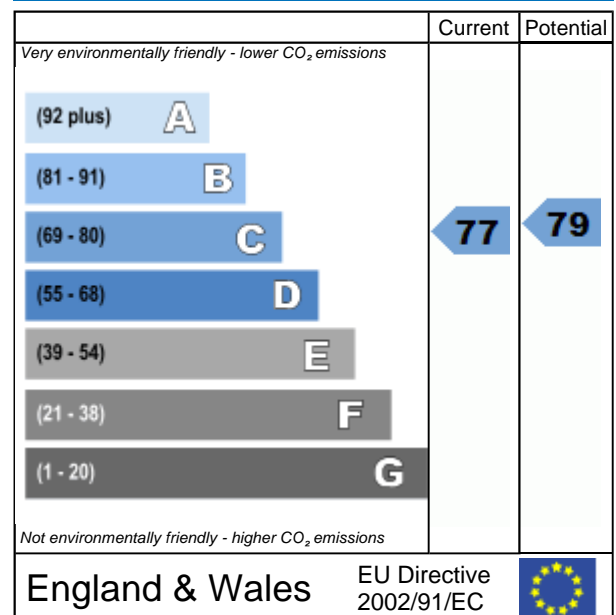 Current Potential
Very environmentally friendly - lower CO₂ emissions
(92 plus) A
(81 - 91) B
(69 - 80) C 77 79
(55 - 68) D
(39 - 54) E
(21 - 38) F
(1 - 20) G
Not environmentally friendly - higher CO₂ emissions
England & Wales
EU Directive
2002/91/EC